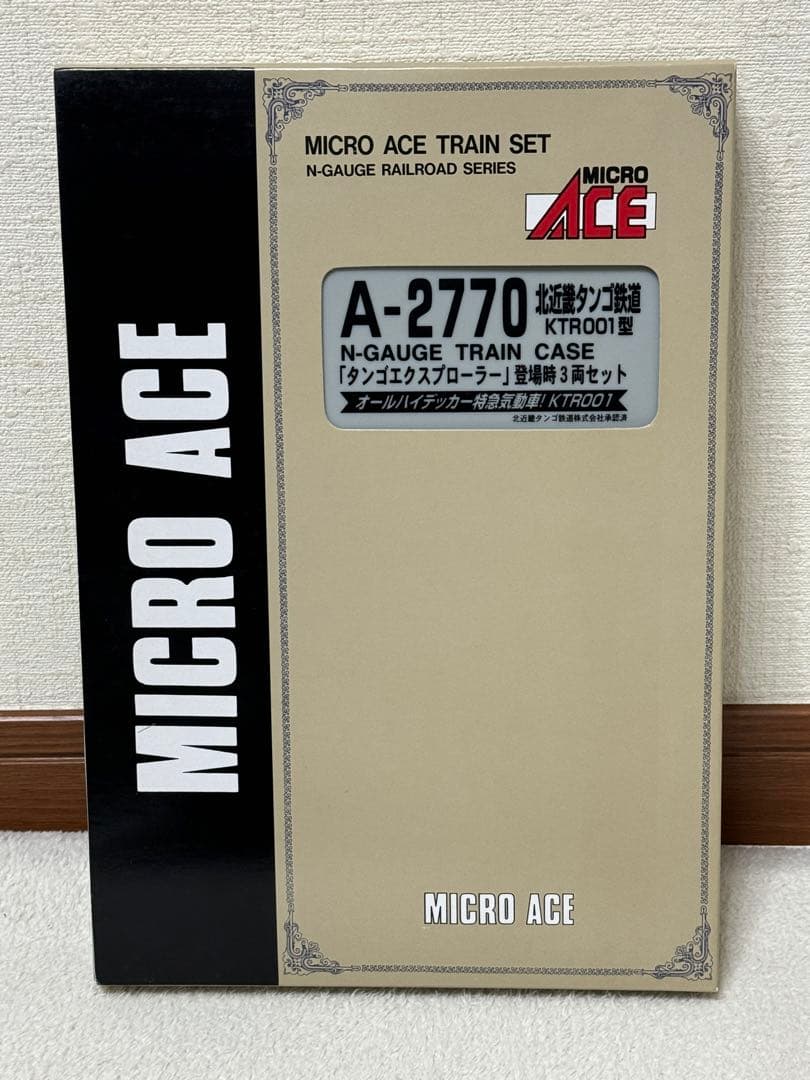 MICRO ACE
MICRO ACE TRAIN SET
N-GAUGE RAILROAD SERIES
MICRO
ACE
A-2770 北近畿タンゴ鉄道
KTR001型
N-GAUGE TRAIN CASE
「タンゴエクスプローラー」登場時3両セット
オールハイデッカー特急気動車!KTR001
北近畿タンゴ鉄道株式会社承認済
MICRO ACE